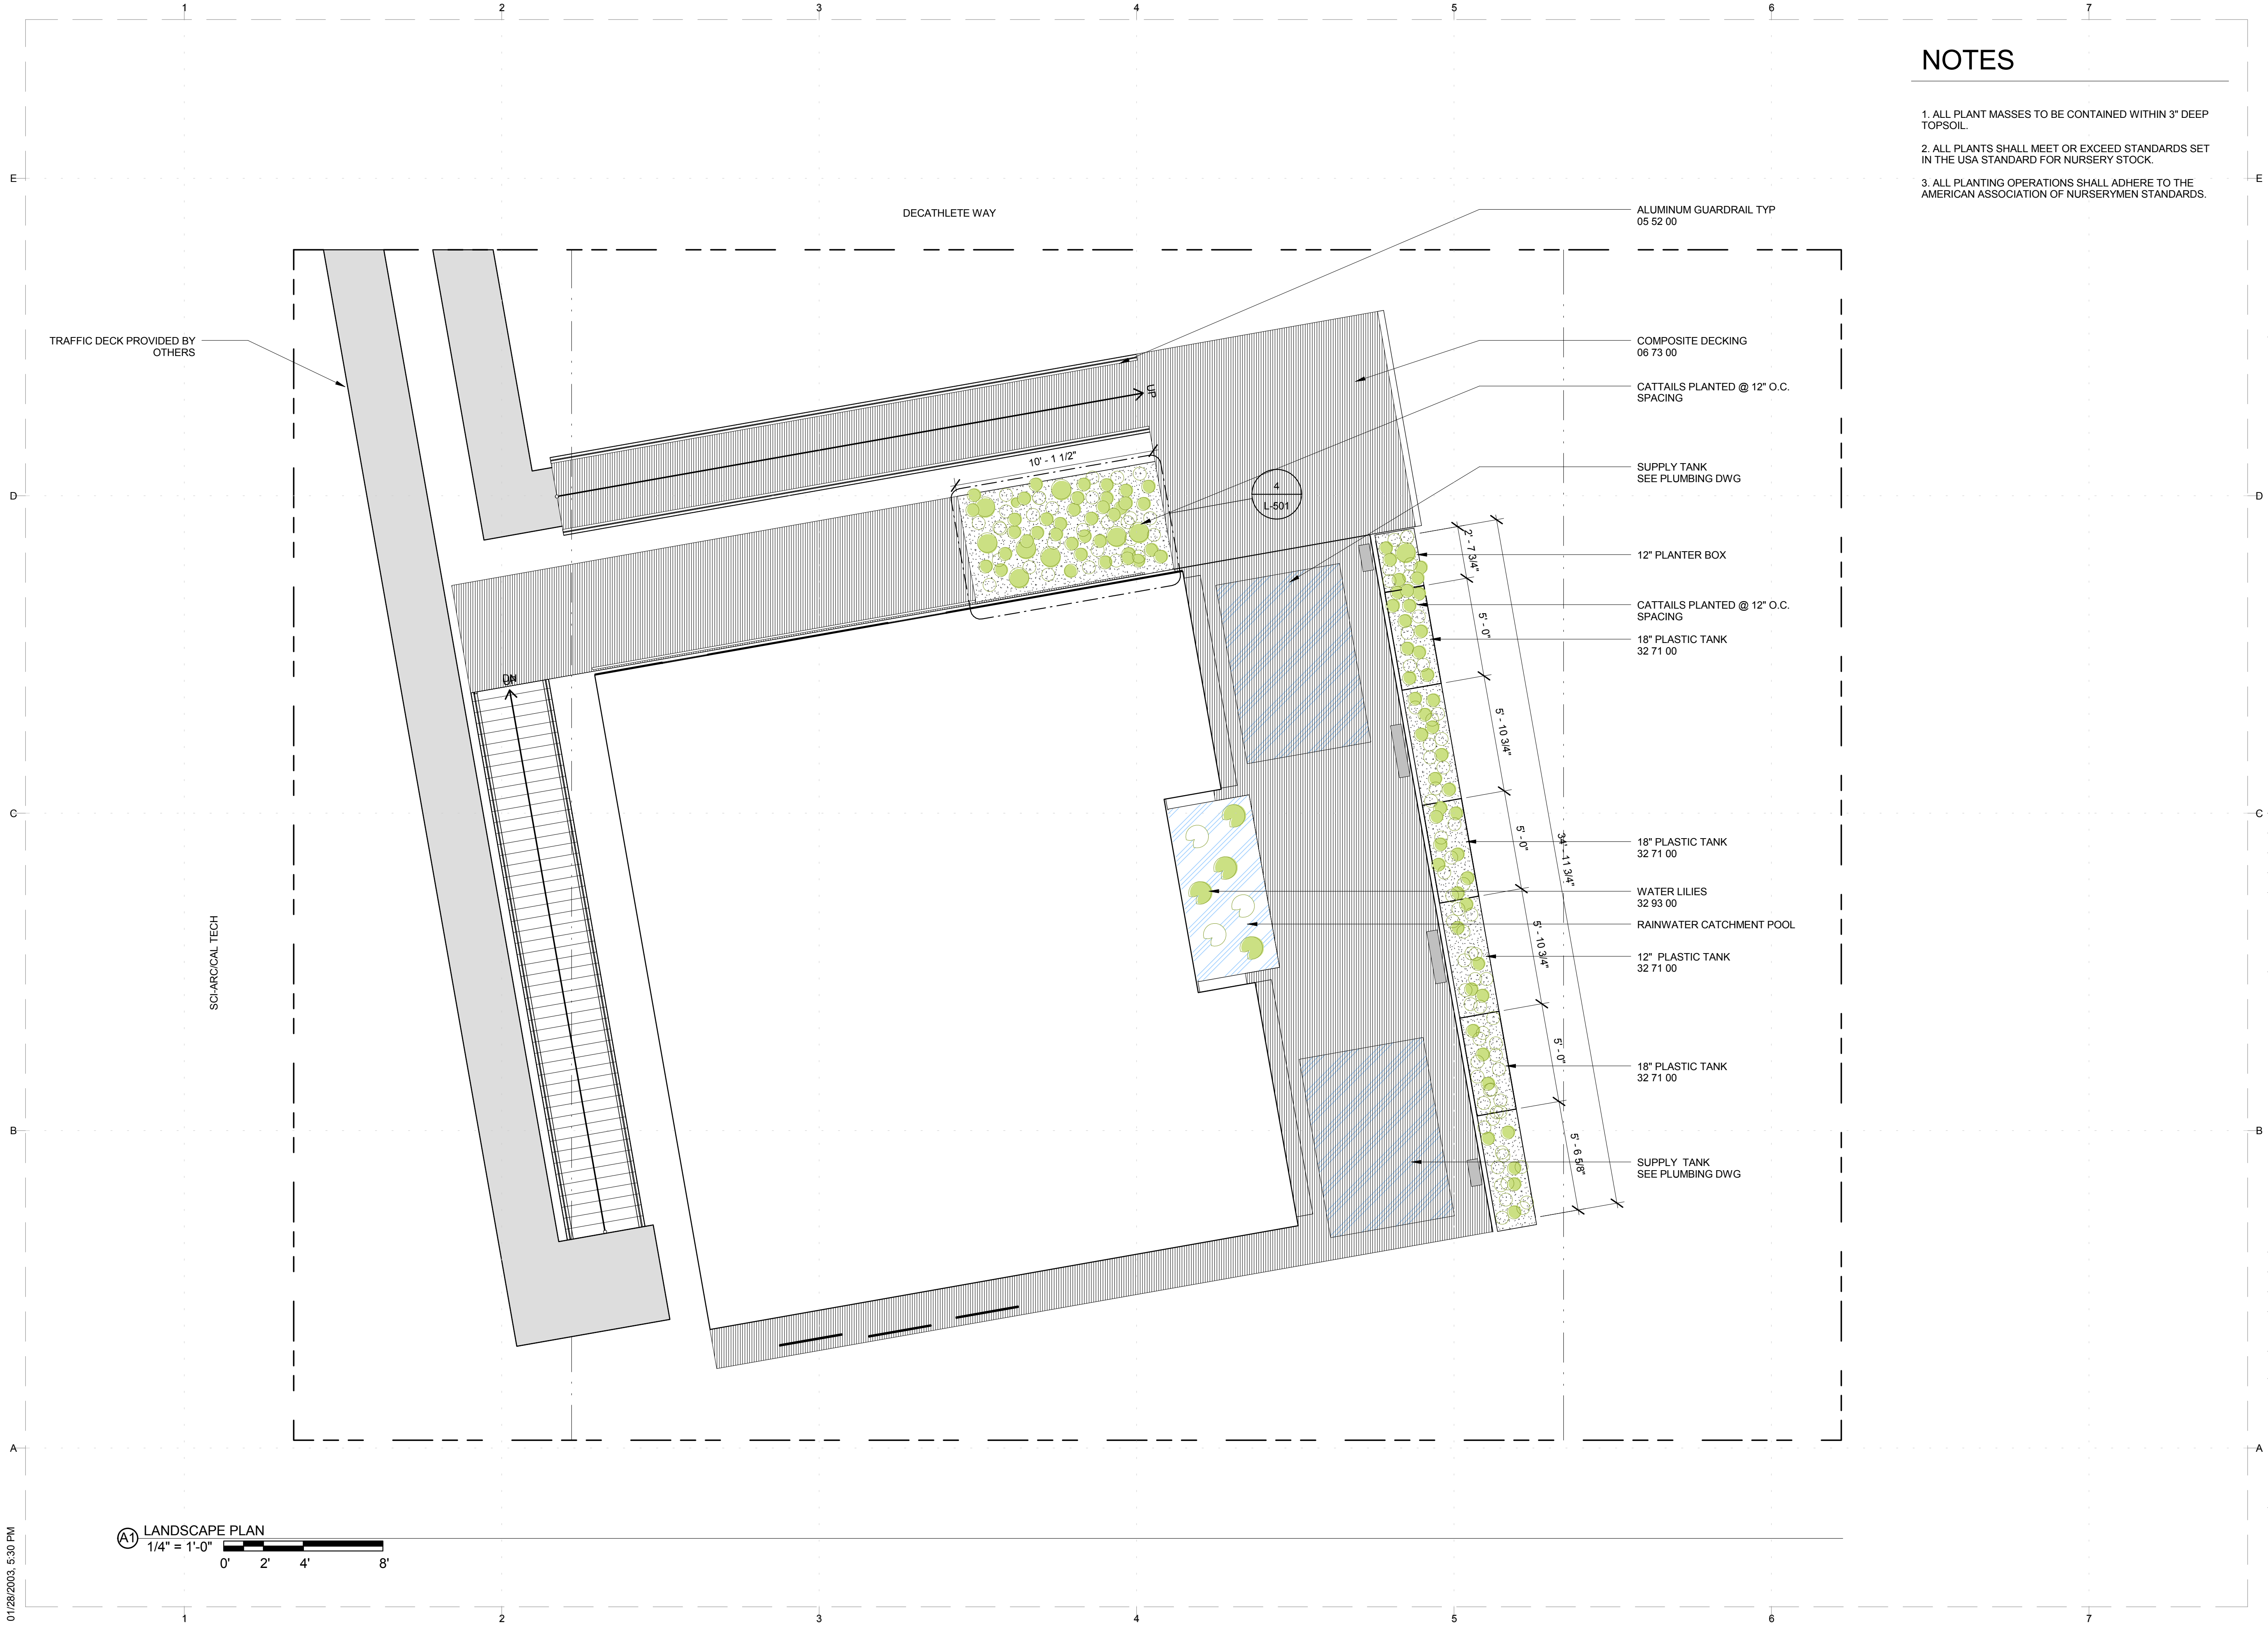 1 2 3 4 5 6 7
NOTES
1. ALL PLANT MASSES TO BE CONTAINED WITHIN 3" DEEP
TOPSOIL.
2. ALL PLANTS SHALL MEET OR EXCEED STANDARDS SET
IN THE USA STANDARD FOR NURSERY STOCK.
3. ALL PLANTING OPERATIONS SHALL ADHERE TO THE
AMERICAN ASSOCIATION OF NURSERYMEN STANDARDS.
E E
DECATHLETE WAY
ALUMINUM GUARDRAIL TYP
05 52 00
TRAFFIC DECK PROVIDED BY
OTHERS
COMPOSITE DECKING
06 73 00
CATTAILS PLANTED @ 12" O.C.
SPACING
UP
10' - 1 1/2"
SUPPLY TANK
SEE PLUMBING DWG
4
L-501
D D
2' - 7 3/4"
12" PLANTER BOX
CATTAILS PLANTED @ 12" O.C.
SPACING
5' - 0"
18" PLASTIC TANK
32 71 00
DN
UP
5' - 10 3/4"
C C
5' - 0"
18" PLASTIC TANK
32 71 00
34' - 11 3/4"
WATER LILIES
32 93 00
RAINWATER CATCHMENT POOL
5' - 10 3/4"
12" PLASTIC TANK
32 71 00
SCI-ARC/CAL TECH
5' - 0"
18" PLASTIC TANK
32 71 00
B B
5' - 6 5/8"
SUPPLY TANK
SEE PLUMBING DWG
A A
A1
LANDSCAPE PLAN
1/4" = 1'-0"
0' 2' 4' 8'
01/28/2003, 5:30 PM
1 2 3 4 5 6 7